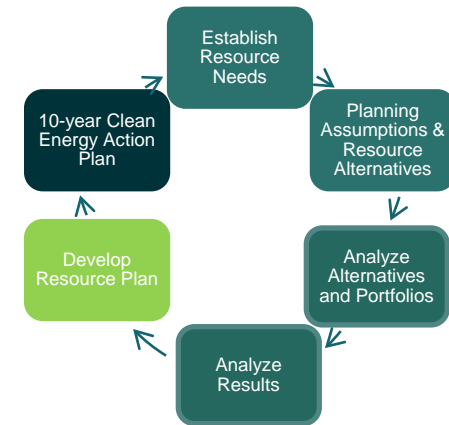 Establish
Resource
Needs
Planning
Assumptions &
Resource
Alternatives
Analyze
Alternatives
and Portfolios
Analyze
Results
Develop
Resource Plan
10-year Clean
Energy Action
Plan